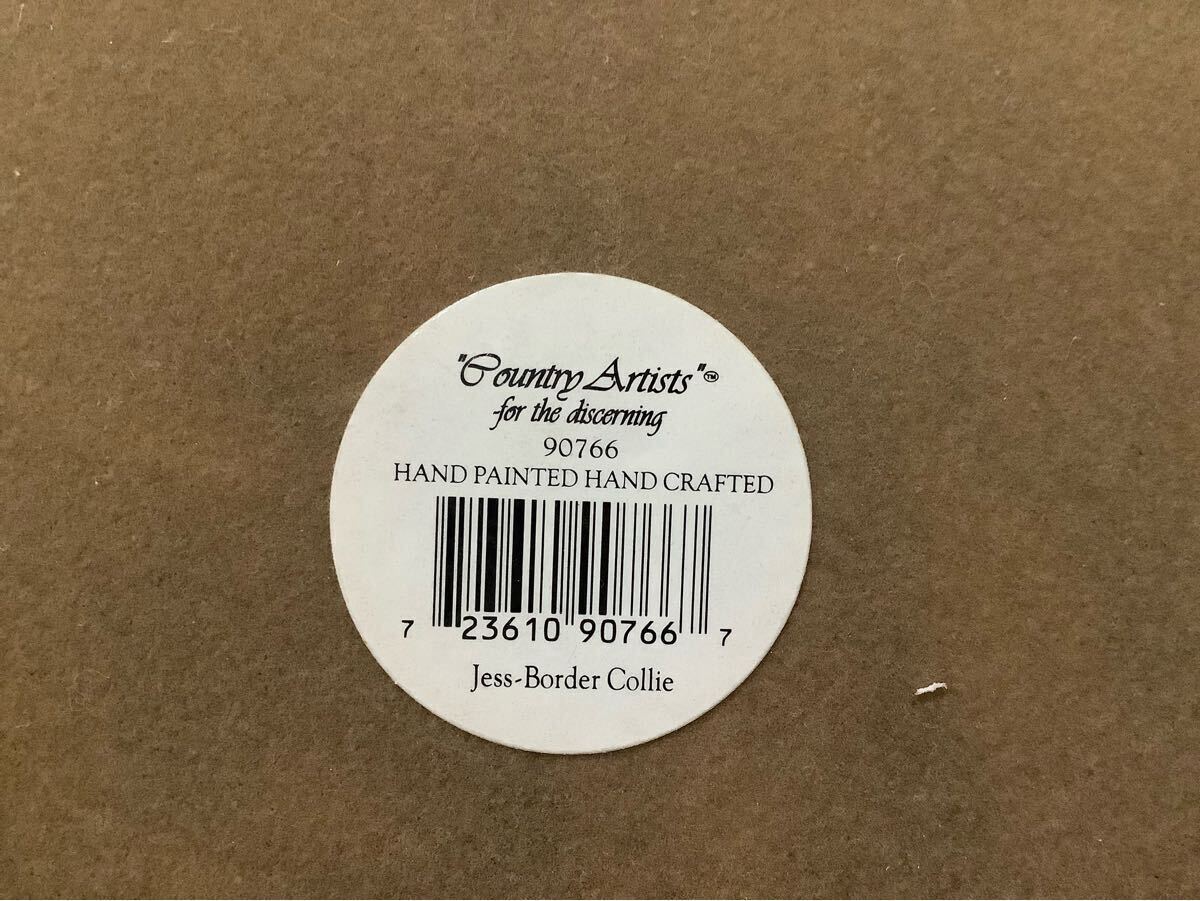 "Country Artists"™
for the discerning
90766
HAND PAINTED HAND CRAFTED
7 23610 90766 7
Jess-Border Collie